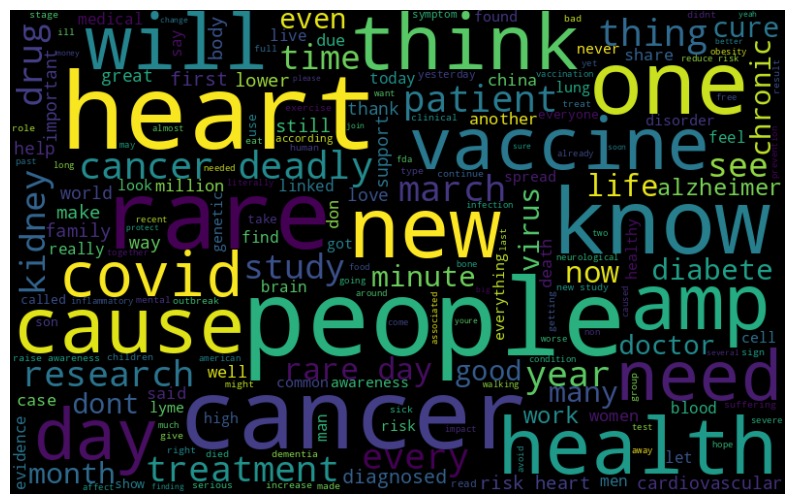 stage
change
ill
medical
symptom
even
found
bad
didnt
yeah
money
say
body
live
due
full
time
will
think
thing
cure
never
obesity
better
reduce risk
drug
important
great
first
lower
today
yesterday
china
share
yet
chronic
heart
one
exercise
please
want
vaccination
thank
lung
treat
free
result
role
almost
use
still
patient
another
clinical
everyone
disorder
help
may
eat
join
according
support
human
fda
vaccine
sure
already
soon
feel
prevention
past
long
cancer
needed
deadly
type
continue
see
kidney
world
look
million
linked
love
march
spread
life
alzheimer
make
literally
rare
recent
protect
genetic
don
take
new
virus
infection
know
family
really
way
find
got
together
last
two
death
healthy
neurological
covid
study
food
bone
minute
everything
now
diabete
called
inflammatory
mental
brain
going
around
associated
big
new study
getting
caused
son
outbreak
people
come
youre
worse
non
cell
sign
cause
amp
raise awareness
children
american
doctor
condition
several
research
well
might
rare day
common
awareness
good
walking
year
many
group
need
case
dont
said
lyme
high
man
sick
risk
cancer
work
women
blood
suffering
test
severe
day
much
give
impact
men
let
away
hope
evidence
month
treatment
right
died
dementia
every
diagnosed
read
risk heart
avoid
health
cardiovascular
affect
show
finding
serious
increase
made